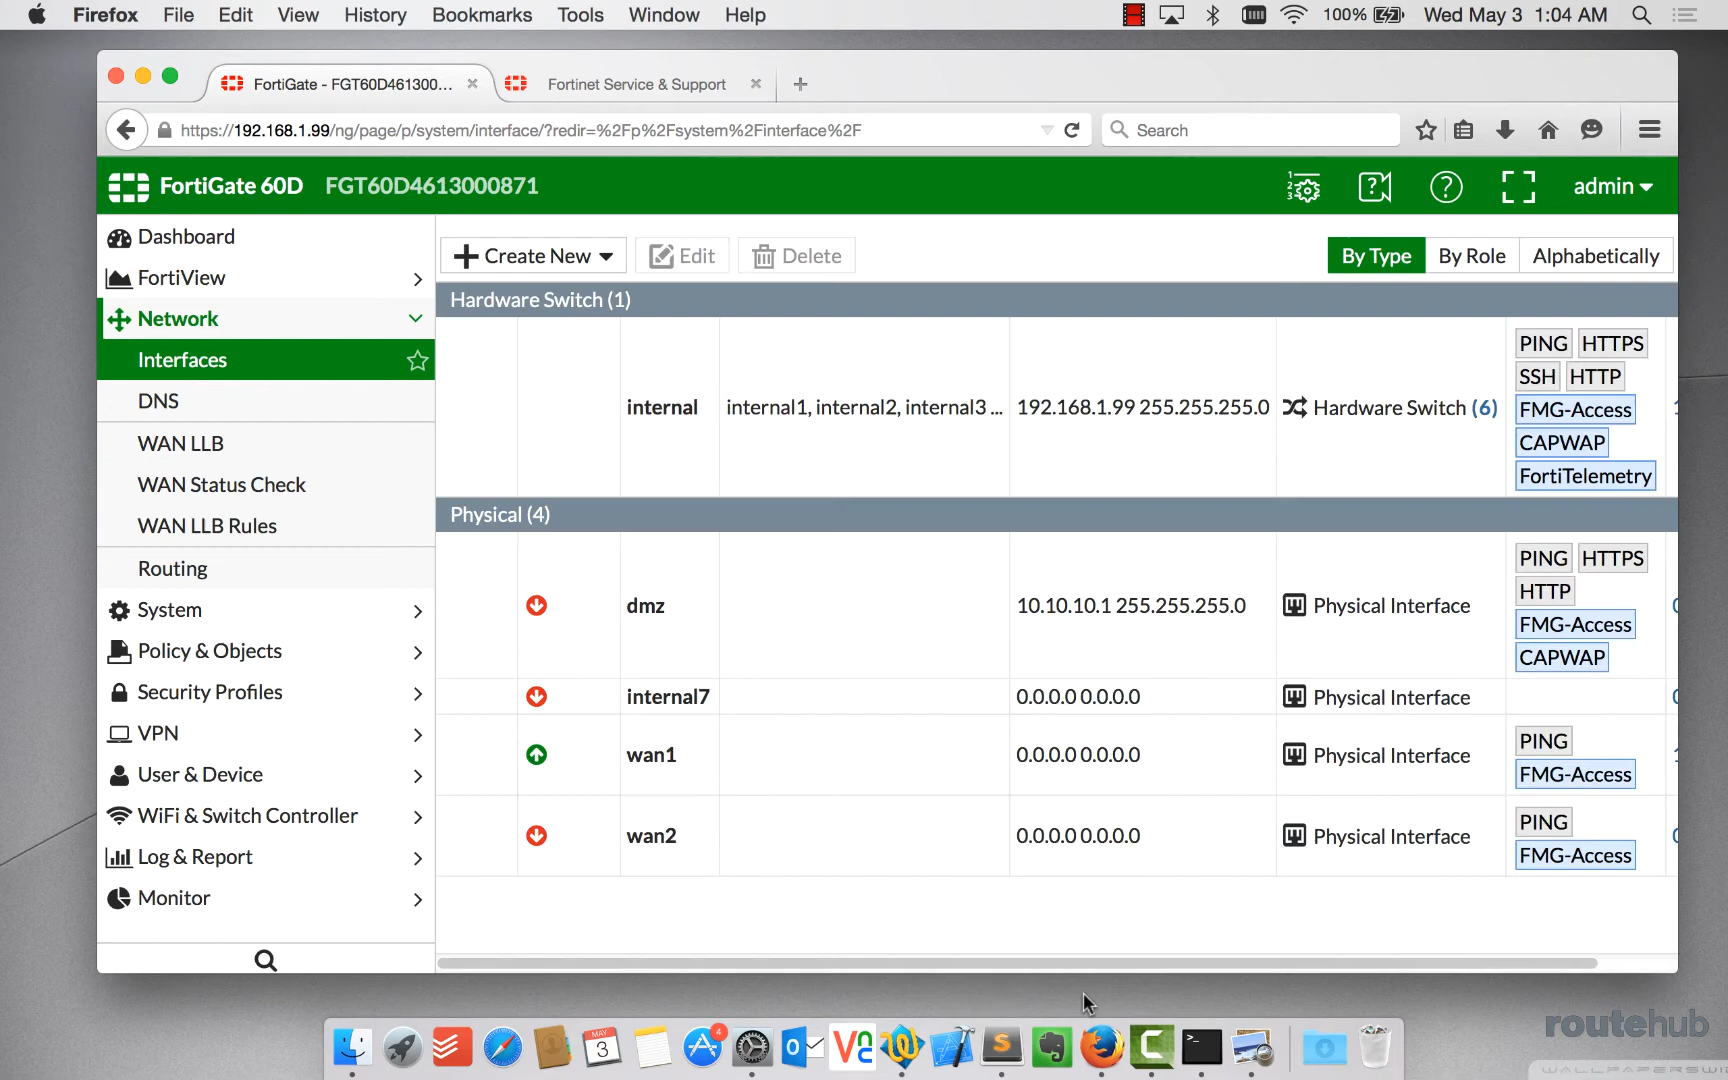 Firefox File Edit View History Bookmarks Tools Window Help 100% Wed May 3 1:04 AM
FortiGate - FGT60D461300... Fortinet Service & Support
https://192.168.1.99/ng/page/p/system/interface/?redir=%2Fp%2Fsystem%2Finterface%2F Search
FortiGate 60D FGT60D4613000871 admin
Dashboard
FortiView
Network
Interfaces
DNS
WAN LLB
WAN Status Check
WAN LLB Rules
Routing
System
Policy & Objects
Security Profiles
VPN
User & Device
WiFi & Switch Controller
Log & Report
Monitor
Create New Edit Delete By Type By Role Alphabetically
Hardware Switch (1)
internal internal1, internal2, internal3 ... 192.168.1.99 255.255.255.0 Hardware Switch (6)
PING HTTPS
SSH HTTP
FMG-Access
CAPWAP
FortiTelemetry
Physical (4)
dmz 10.10.10.1 255.255.255.0 Physical Interface
PING HTTPS
HTTP
FMG-Access
CAPWAP
internal7 0.0.0.0 0.0.0.0 Physical Interface
wan1 0.0.0.0 0.0.0.0 Physical Interface
PING
FMG-Access
wan2 0.0.0.0 0.0.0.0 Physical Interface
PING
FMG-Access
MAY
3
4
routehub